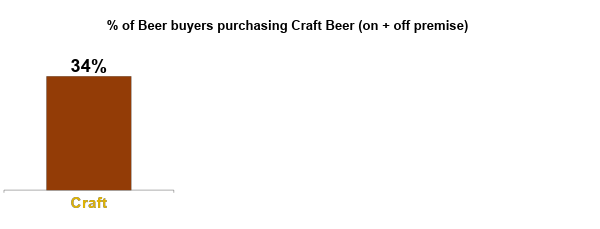 % of Beer buyers purchasing Craft Beer (on + off premise)
34%
Craft